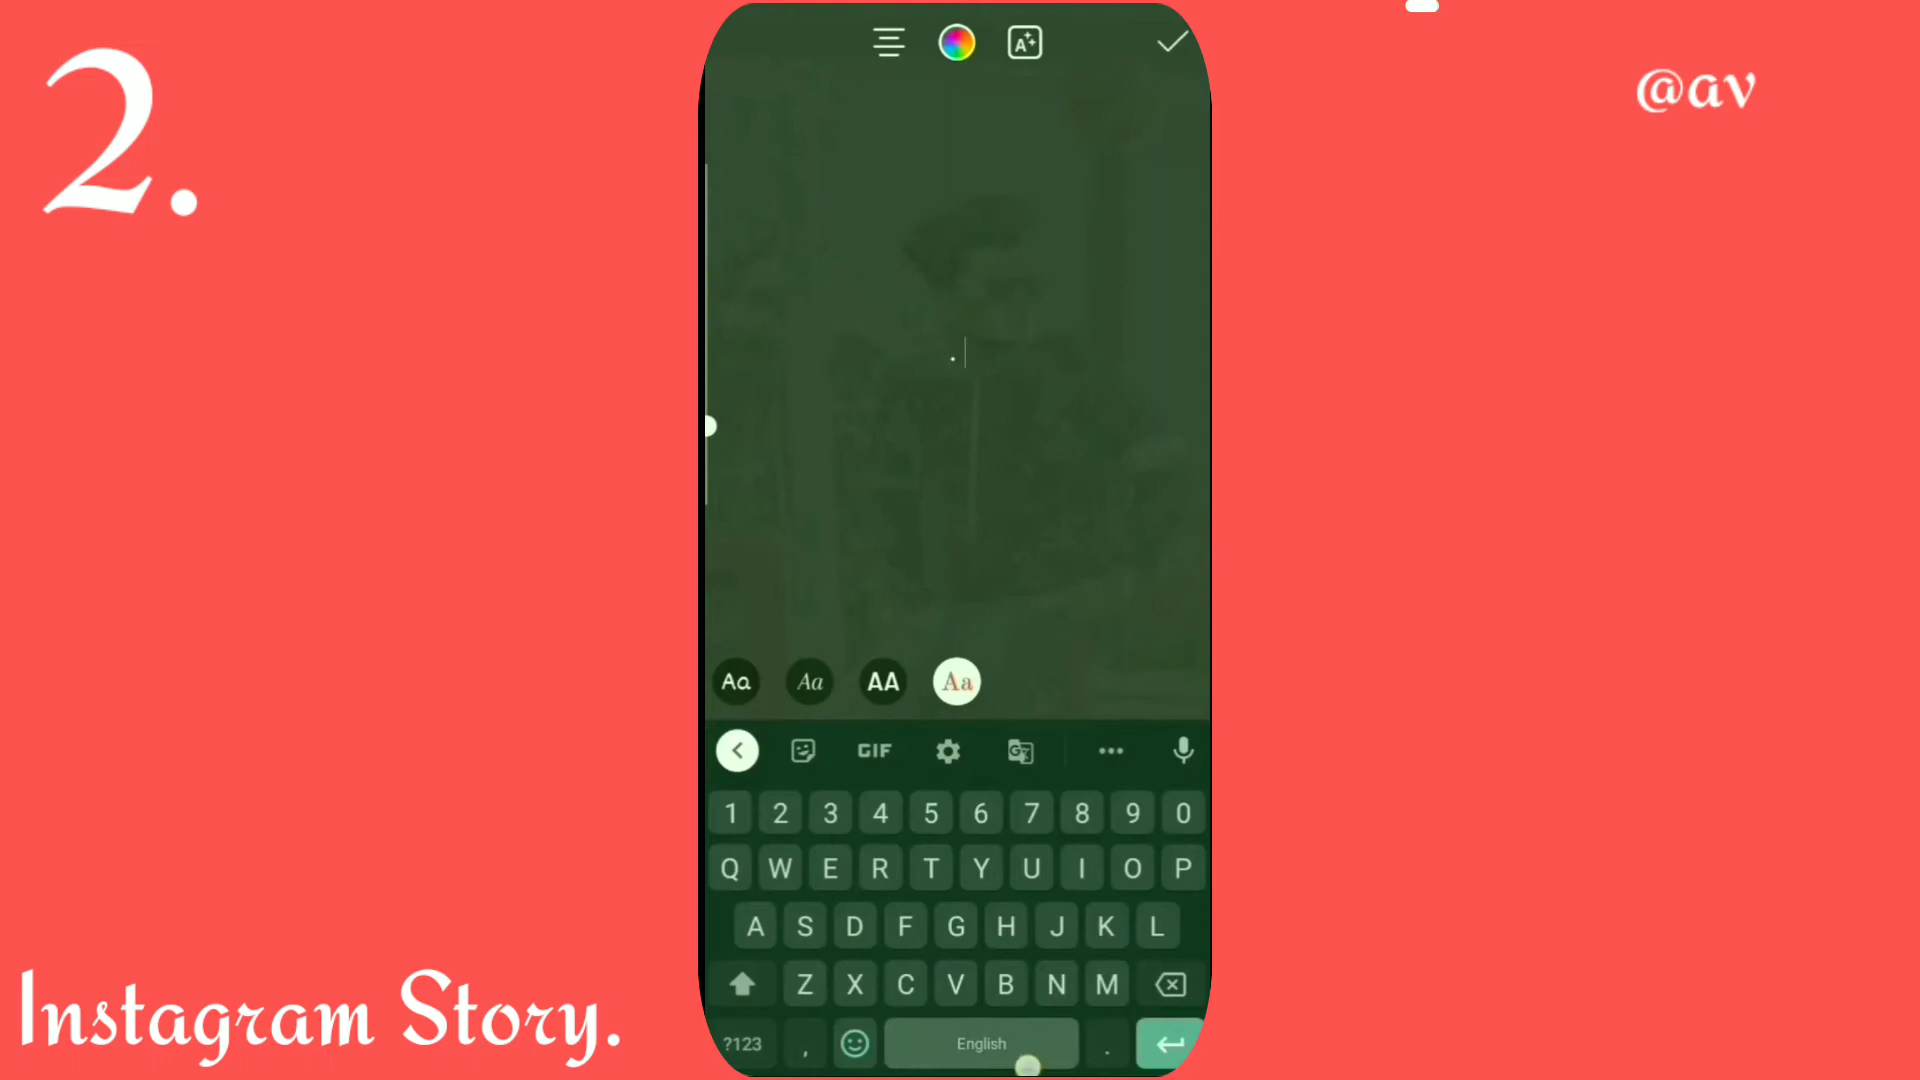 2.
@av
A
.
Aa Aa AA Aa
GIF G
1 2 3 4 5 6 7 8 9 0
Q W E R T Y U I O P
A S D F G H J K L
Z X C V B N M
?123 , English .
Instagram Story.